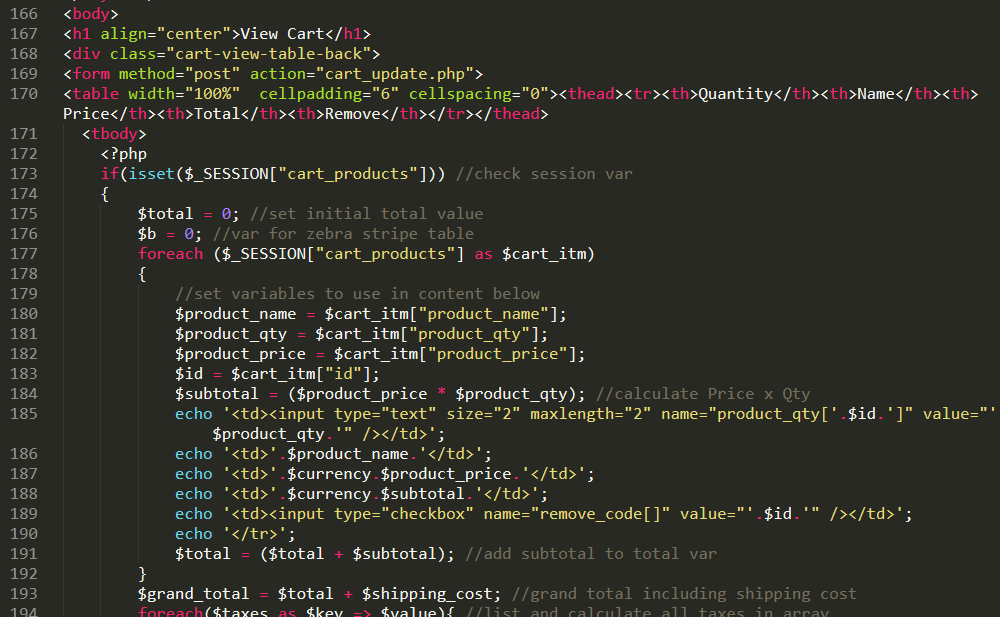 166 <body>
167 <h1 align="center">View Cart</h1>
168 <div class="cart-view-table-back">
169 <form method="post" action="cart_update.php">
170 <table width="100%"  cellpadding="6" cellspacing="0"><thead><tr><th>Quantity</th><th>Name</th><th>
Price</th><th>Total</th><th>Remove</th></tr></thead>
171   <tbody>
172     <?php
173     if(isset($_SESSION["cart_products"])) //check session var
174     {
175         $total = 0; //set initial total value
176         $b = 0; //var for zebra stripe table
177         foreach ($_SESSION["cart_products"] as $cart_itm)
178         {
179             //set variables to use in content below
180             $product_name = $cart_itm["product_name"];
181             $product_qty = $cart_itm["product_qty"];
182             $product_price = $cart_itm["product_price"];
183             $id = $cart_itm["id"];
184             $subtotal = ($product_price * $product_qty); //calculate Price x Qty
185             echo '<td><input type="text" size="2" maxlength="2" name="product_qty['.$id.']" value="'
                $product_qty.'" /></td>';
186             echo '<td>'.$product_name.'</td>';
187             echo '<td>'.$currency.$product_price.'</td>';
188             echo '<td>'.$currency.$subtotal.'</td>';
189             echo '<td><input type="checkbox" name="remove_code[]" value="'.$id.'" /></td>';
190             echo '</tr>';
191             $total = ($total + $subtotal); //add subtotal to total var
192         }
193         $grand_total = $total + $shipping_cost; //grand total including shipping cost
194         foreach($taxes as $key => $value){ //list and calculate all taxes in array